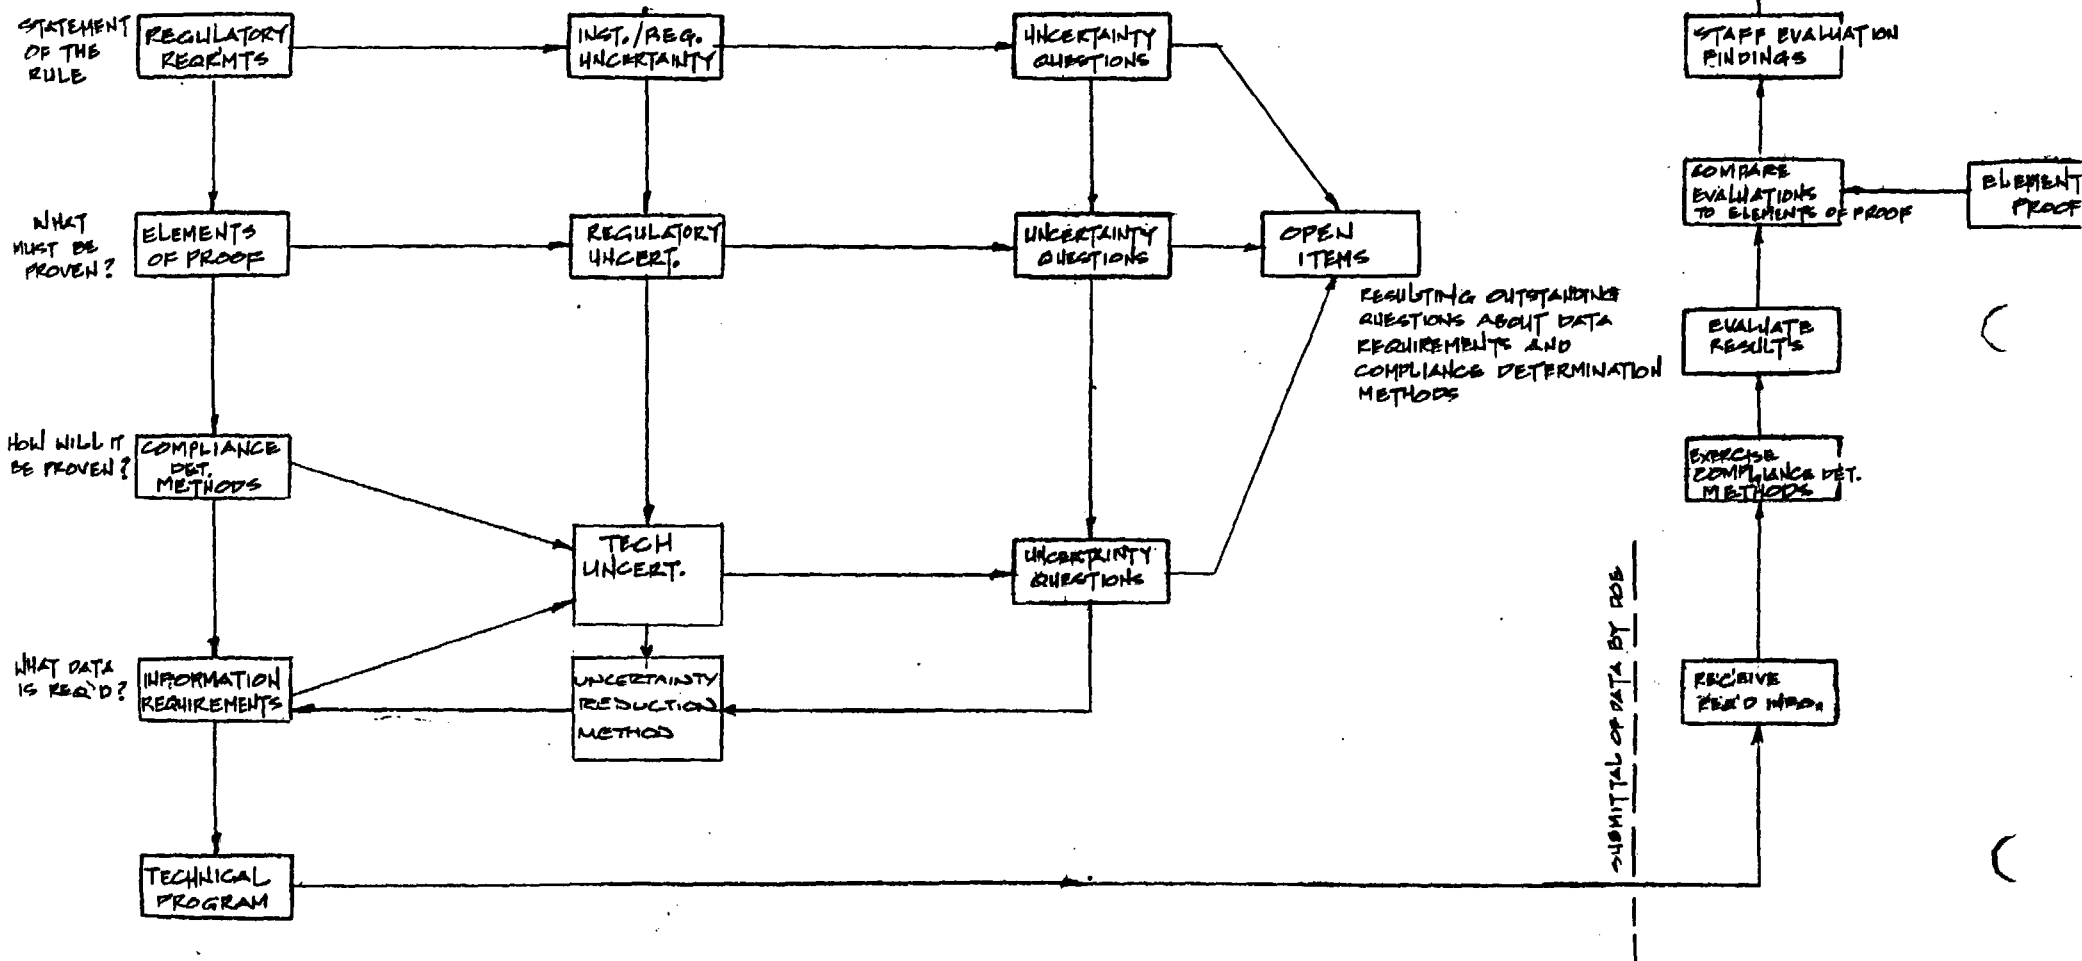 STATEMENT
OF THE
RULE
REGULATORY
REQR'MTS
INST./REG.
UNCERTAINTY
UNCERTAINTY
QUESTIONS
STAFF EVALUATION
FINDINGS
WHAT
MUST BE
PROVEN?
ELEMENTS
OF PROOF
REGULATORY
UNCERT.
UNCERTAINTY
QUESTIONS
OPEN
ITEMS
COMPARE
EVALUATIONS
TO ELEMENTS OF PROOF
ELEMENT
PROOF
RESULTING OUTSTANDING
QUESTIONS ABOUT DATA
REQUIREMENTS AND
COMPLIANCE DETERMINATION
METHODS
EVALUATE
RESULTS
HOW WILL IT
BE PROVEN?
COMPLIANCE
DET.
METHODS
EXERCISE
COMPLIANCE DET.
METHODS
TECH
UNCERT.
UNCERTAINTY
QUESTIONS
SUBMITTAL OF DATA BY DOE
WHAT DATA
IS REQ'D?
INFORMATION
REQUIREMENTS
UNCERTAINTY
REDUCTION
METHOD
RECEIVE
REQ'D INFO.
TECHNICAL
PROGRAM